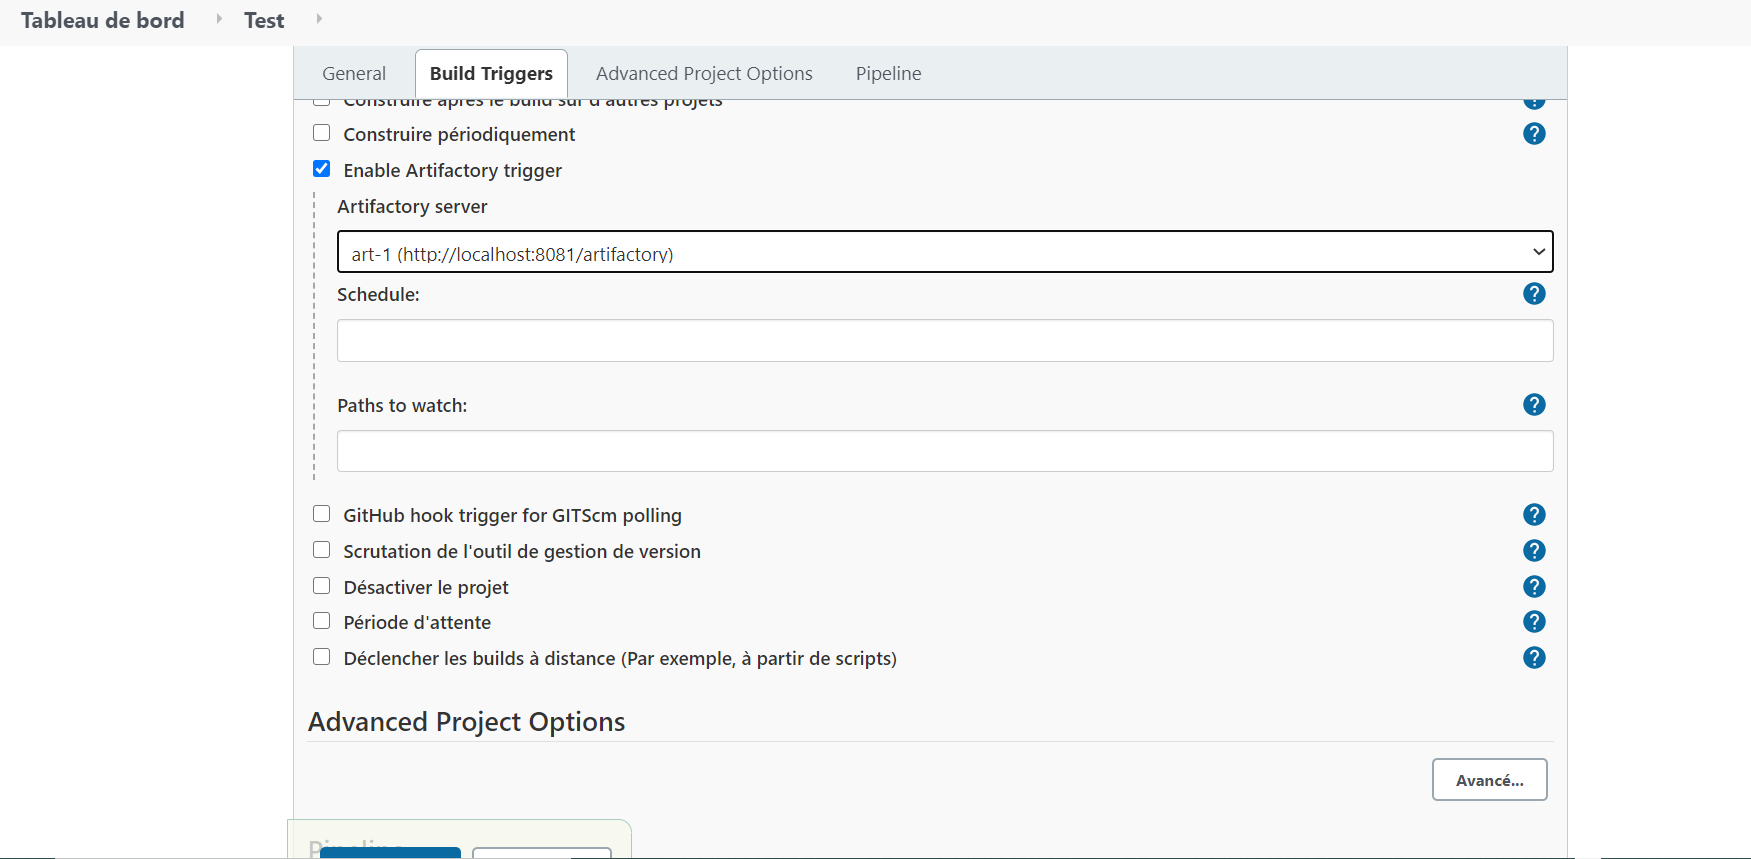 Tableau de bord Test
General Build Triggers Advanced Project Options Pipeline
Construire après le build sur d'autres projets
Construire périodiquement
Enable Artifactory trigger
Artifactory server
art-1 (http://localhost:8081/artifactory)
Schedule:
Paths to watch:
GitHub hook trigger for GITScm polling
Scrutation de l'outil de gestion de version
Désactiver le projet
Période d'attente
Déclencher les builds à distance (Par exemple, à partir de scripts)
Advanced Project Options
Avancé...
Pipeline